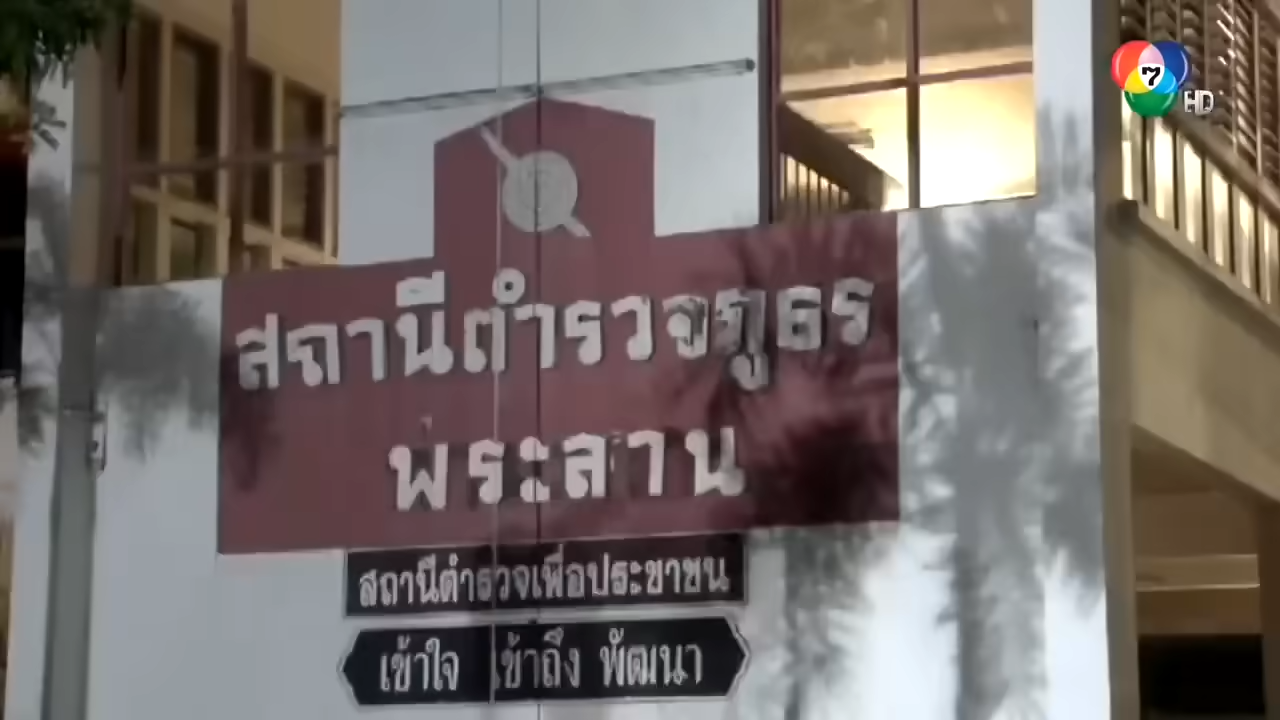 7 HD
สถานีตำรวจภูธร
พระลาน
สถานีตำรวจเพื่อประชาชน
เข้าใจ เข้าถึง พัฒนา